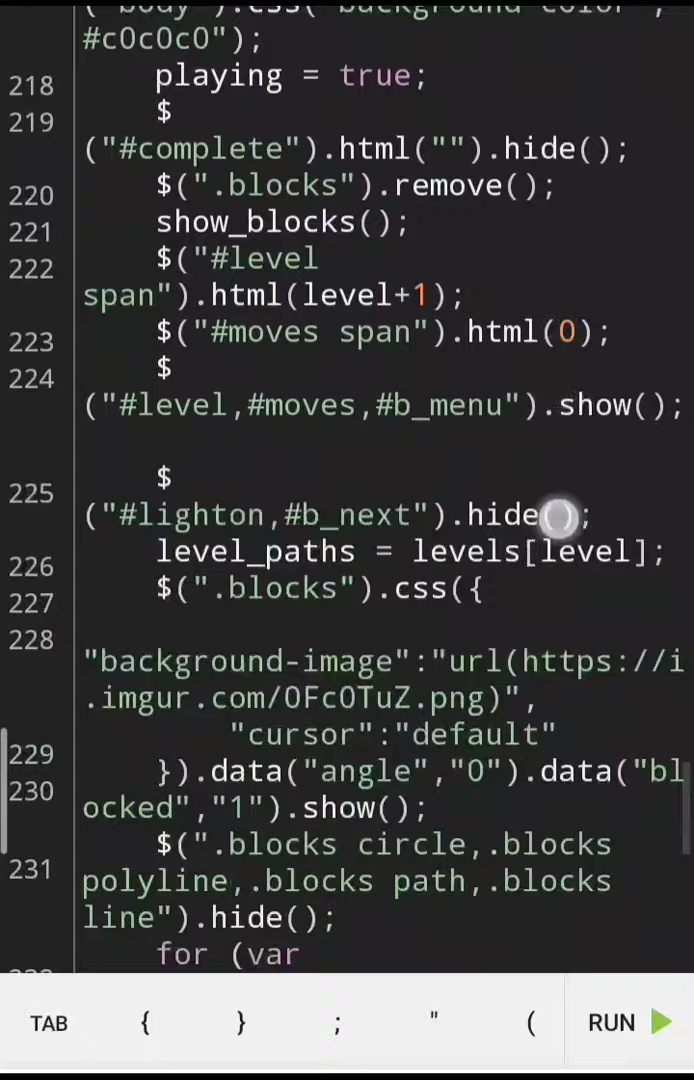 ("body").css("background color",
#c0c0c0");
218 playing = true;
219 $
("#complete").html("").hide();
220 $(".blocks").remove();
221 show_blocks();
222 $("#level
span").html(level+1);
223 $("#moves span").html(0);
224 $
("#level,#moves,#b_menu").show();
225 $
("#lighton,#b_next").hide();
226 level_paths = levels[level];
227 $(".blocks").css({
228
"background-image":"url(https://i
.imgur.com/0Fc0TuZ.png)",
229 "cursor":"default"
230 }).data("angle","0").data("bl
ocked","1").show();
231 $(".blocks circle,.blocks
polyline,.blocks path,.blocks
line").hide();
for (var
TAB { } ; " ( RUN